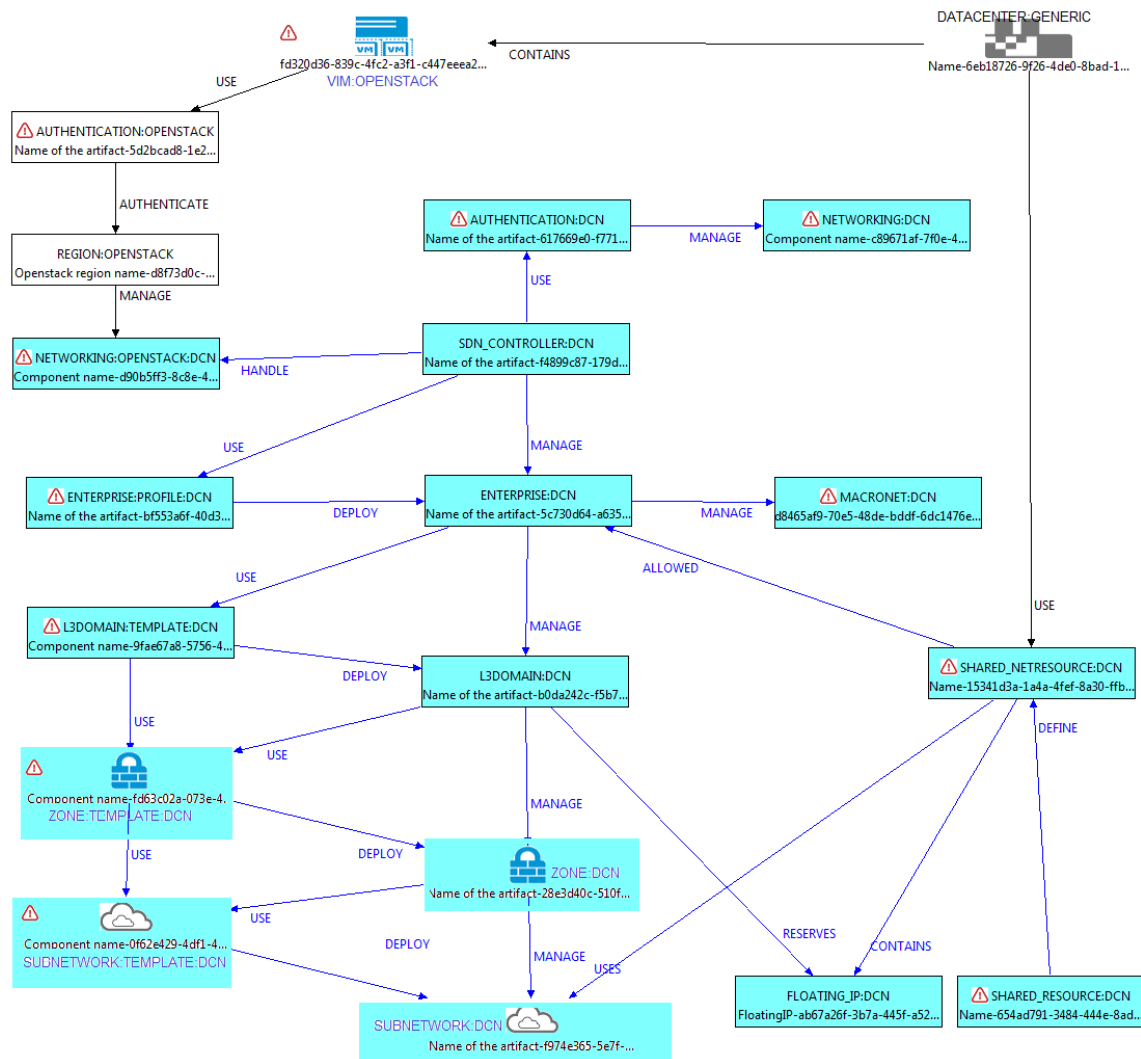 DATACENTER:GENERIC
VM VM
CONTAINS
fd320d36-839c-4fc2-a3f1-c447eeea2...
Name-6eb18726-9f26-4de0-8bad-1...
VIM:OPENSTACK
USE
AUTHENTICATION:OPENSTACK
Name of the artifact-5d2bcad8-1e2...
AUTHENTICATE
AUTHENTICATION:DCN
Name of the artifact-617669e0-f771...
MANAGE
NETWORKING:DCN
Component name-c89671af-7f0e-4...
REGION:OPENSTACK
Openstack region name-d8f73d0c-...
USE
MANAGE
SDN_CONTROLLER:DCN
Name of the artifact-f4899c87-179d...
NETWORKING:OPENSTACK:DCN
Component name-d90b5ff3-8c8e-4...
HANDLE
USE
MANAGE
ENTERPRISE:PROFILE:DCN
Name of the artifact-bf553a6f-40d3...
DEPLOY
ENTERPRISE:DCN
Name of the artifact-5c730d64-a635...
MANAGE
MACRONET:DCN
d8465af9-70e5-48de-bddf-6dc1476e...
ALLOWED
USE
USE
L3DOMAIN:TEMPLATE:DCN
Component name-9fae67a8-5756-4...
MANAGE
DEPLOY
L3DOMAIN:DCN
Name of the artifact-b0da242c-f5b7...
SHARED_NETRESOURCE:DCN
Name-15341d3a-1a4a-4fef-8a30-ffb...
USE
USE
DEFINE
Component name-fd63c02a-073e-4.
ZONE:TEMPLATE:DCN
MANAGE
USE
DEPLOY
ZONE:DCN
Name of the artifact-28e3d40c-510f...
USE
Component name-0f62e429-4df1-4...
SUBNETWORK:TEMPLATE:DCN
DEPLOY
MANAGE
RESERVES
CONTAINS
USES
FLOATING_IP:DCN
FloatingIP-ab67a26f-3b7a-445f-a52...
SHARED_RESOURCE:DCN
Name-654ad791-3484-444e-8ad...
SUBNETWORK:DCN
Name of the artifact-f974e365-5e7f-...